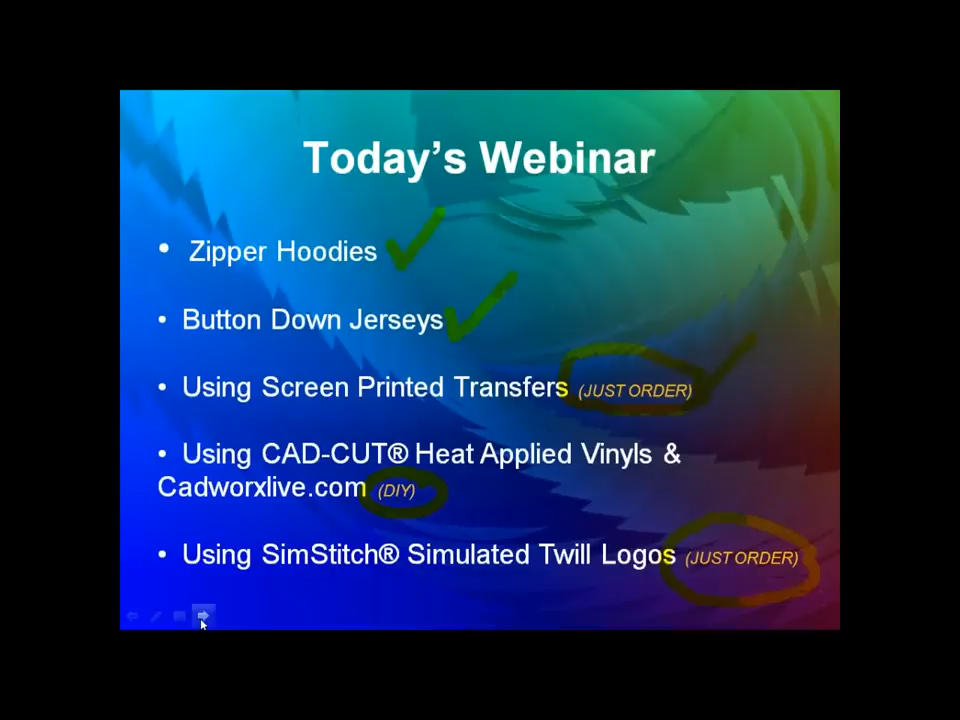 Today's Webinar
• Zipper Hoodies
• Button Down Jerseys
• Using Screen Printed Transfers (JUST ORDER)
• Using CAD-CUT® Heat Applied Vinyls &
Cadworxlive.com (DIY)
• Using SimStitch® Simulated Twill Logos (JUST ORDER)